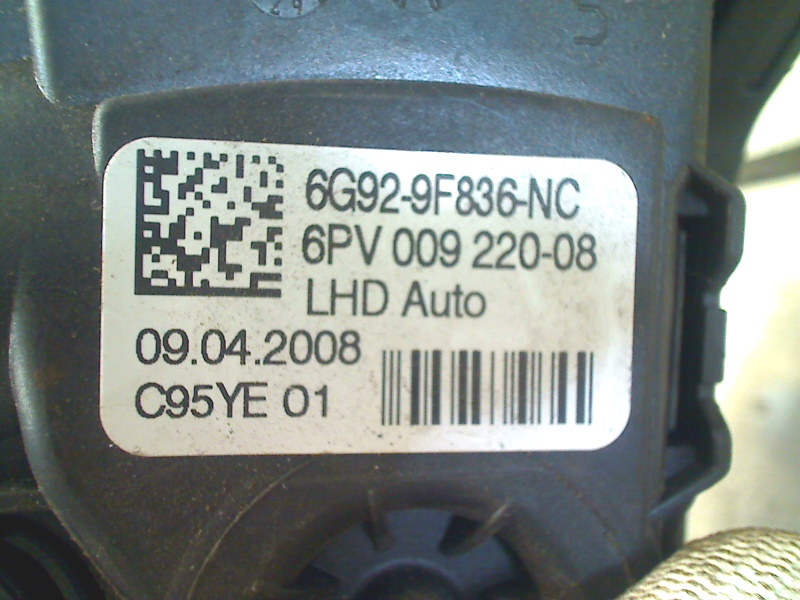 6G92-9F836-NC
6PV 009 220-08
LHD Auto
09.04.2008
C95YE 01